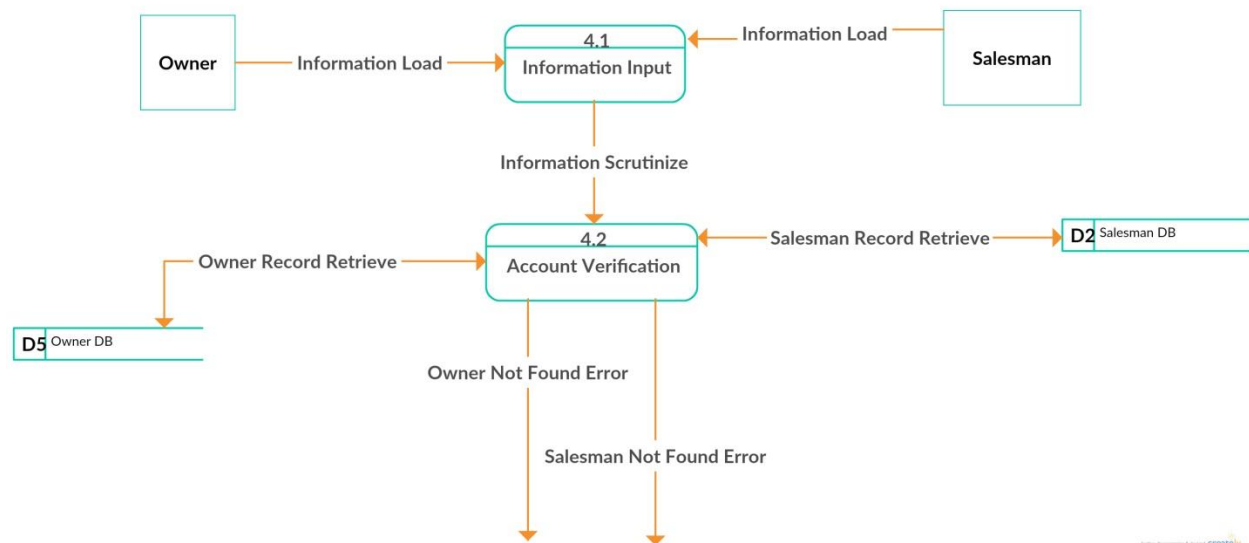 4.1
Information Load
Owner
Information Load
Information Input
Salesman
Information Scrutinize
4.2
Salesman Record Retrieve
D2 Salesman DB
Owner Record Retrieve
Account Verification
D5 Owner DB
Owner Not Found Error
Salesman Not Found Error